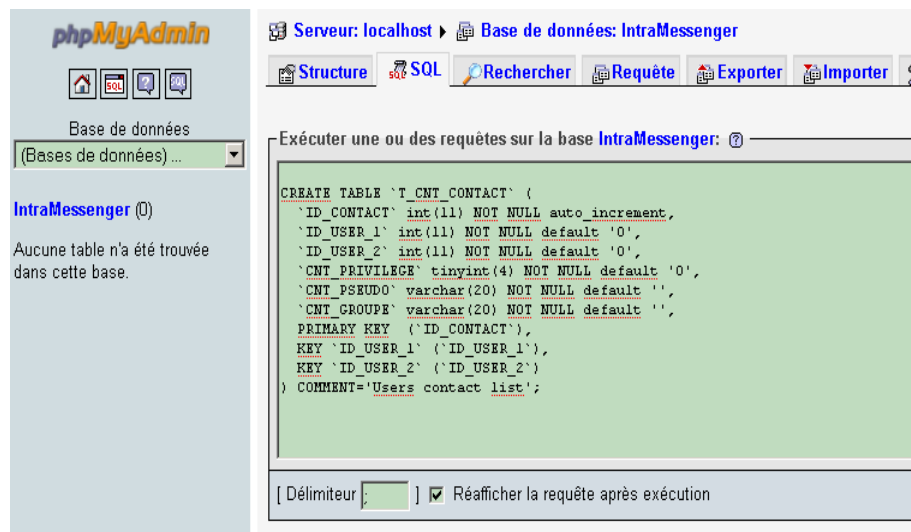 phpMyAdmin
SQL
Base de données
(Bases de données) ...
IntraMessenger (0)
Aucune table n'a été trouvée
dans cette base.
Serveur: localhost ▸ Base de données: IntraMessenger
Structure SQL Rechercher Requête Exporter Importer
Exécuter une ou des requêtes sur la base IntraMessenger:
CREATE TABLE `T_CNT_CONTACT` (
`ID_CONTACT` int(11) NOT NULL auto_increment,
`ID_USER_1` int(11) NOT NULL default '0',
`ID_USER_2` int(11) NOT NULL default '0',
`CNT_PRIVILEGE` tinyint(4) NOT NULL default '0',
`CNT_PSEUDO` varchar(20) NOT NULL default '',
`CNT_GROUPE` varchar(20) NOT NULL default '',
PRIMARY KEY (`ID_CONTACT`),
KEY `ID_USER_1` (`ID_USER_1`),
KEY `ID_USER_2` (`ID_USER_2`)
) COMMENT='Users contact list';
[ Délimiteur ; ] Réafficher la requête après exécution